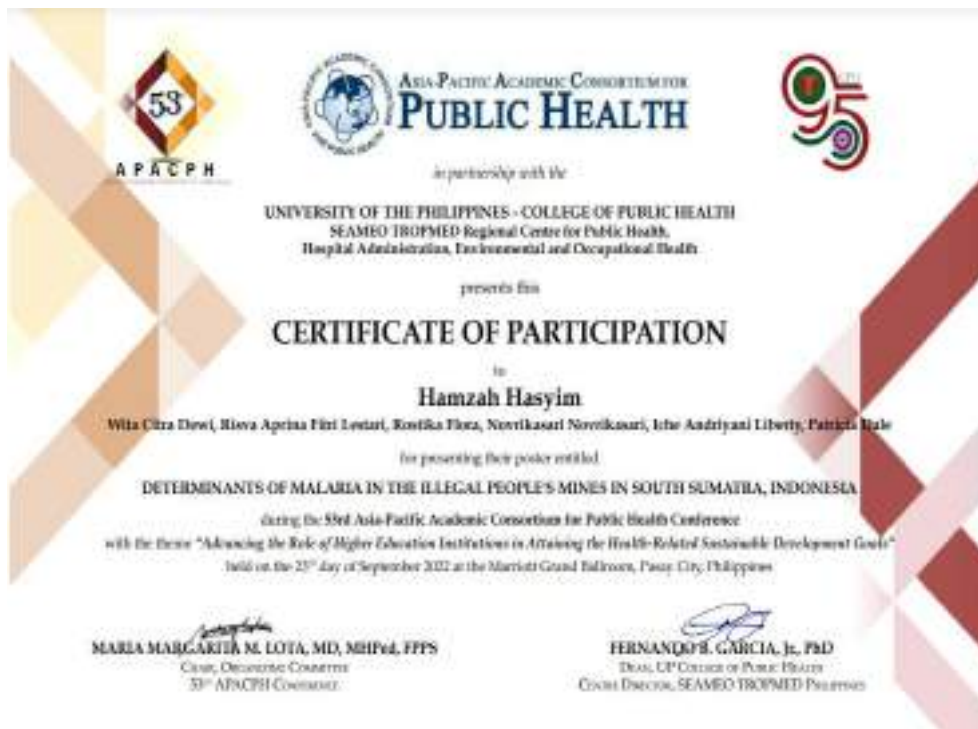 53
APACPH
ASIA-PACIFIC ACADEMIC CONSORTIUM FOR
PUBLIC HEALTH
95
in partnership with the
UNIVERSITY OF THE PHILIPPINES - COLLEGE OF PUBLIC HEALTH
SEAMEO TROPMED Regional Centre for Public Health,
Hospital Administration, Environmental and Occupational Health
presents this
CERTIFICATE OF PARTICIPATION
to
Hamzah Hasyim
Wita Citra Dewi, Risva Aprina Fitri Lestari, Rostika Flora, Novrikasari Novrikasari, Iche Andriyani Liberty, Patricia Dale
for presenting their poster entitled
DETERMINANTS OF MALARIA IN THE ILLEGAL PEOPLE'S MINES IN SOUTH SUMATRA, INDONESIA
during the 53rd Asia-Pacific Academic Consortium for Public Health Conference
with the theme "Advancing the Role of Higher Education Institutions in Attaining the Health-Related Sustainable Development Goals"
held on the day of September 2022 at the Marriott Grand Ballroom, Pasay City, Philippines
MARIA MARGARITA M. LOTA, MD, MHPed, FPPS
CHAIR, ORGANIZING COMMITTEE
53rd APACPH CONFERENCE
FERNANDO B. GARCIA, Jr., PhD
DEAN, UP COLLEGE OF PUBLIC HEALTH
CENTRE DIRECTOR, SEAMEO TROPMED PHILIPPINES